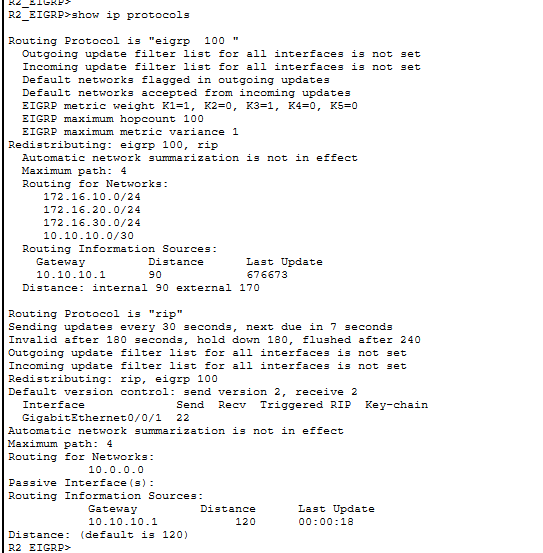 R2_EIGRP>
R2_EIGRP>show ip protocols
Routing Protocol is "eigrp  100 "
  Outgoing update filter list for all interfaces is not set
  Incoming update filter list for all interfaces is not set
  Default networks flagged in outgoing updates
  Default networks accepted from incoming updates
  EIGRP metric weight K1=1, K2=0, K3=1, K4=0, K5=0
  EIGRP maximum hopcount 100
  EIGRP maximum metric variance 1
Redistributing: eigrp 100, rip
  Automatic network summarization is not in effect
  Maximum path: 4
  Routing for Networks:
     172.16.10.0/24
     172.16.20.0/24
     172.16.30.0/24
     10.10.10.0/30
  Routing Information Sources:
    Gateway         Distance      Last Update
    10.10.10.1      90            676673
  Distance: internal 90 external 170
Routing Protocol is "rip"
Sending updates every 30 seconds, next due in 7 seconds
Invalid after 180 seconds, hold down 180, flushed after 240
Outgoing update filter list for all interfaces is not set
Incoming update filter list for all interfaces is not set
Redistributing: rip, eigrp 100
Default version control: send version 2, receive 2
  Interface             Send  Recv  Triggered RIP  Key-chain
  GigabitEthernet0/0/1  22
Automatic network summarization is not in effect
Maximum path: 4
Routing for Networks:
           10.0.0.0
Passive Interface(s):
Routing Information Sources:
           Gateway         Distance      Last Update
           10.10.10.1           120      00:00:18
Distance: (default is 120)
R2_EIGRP>